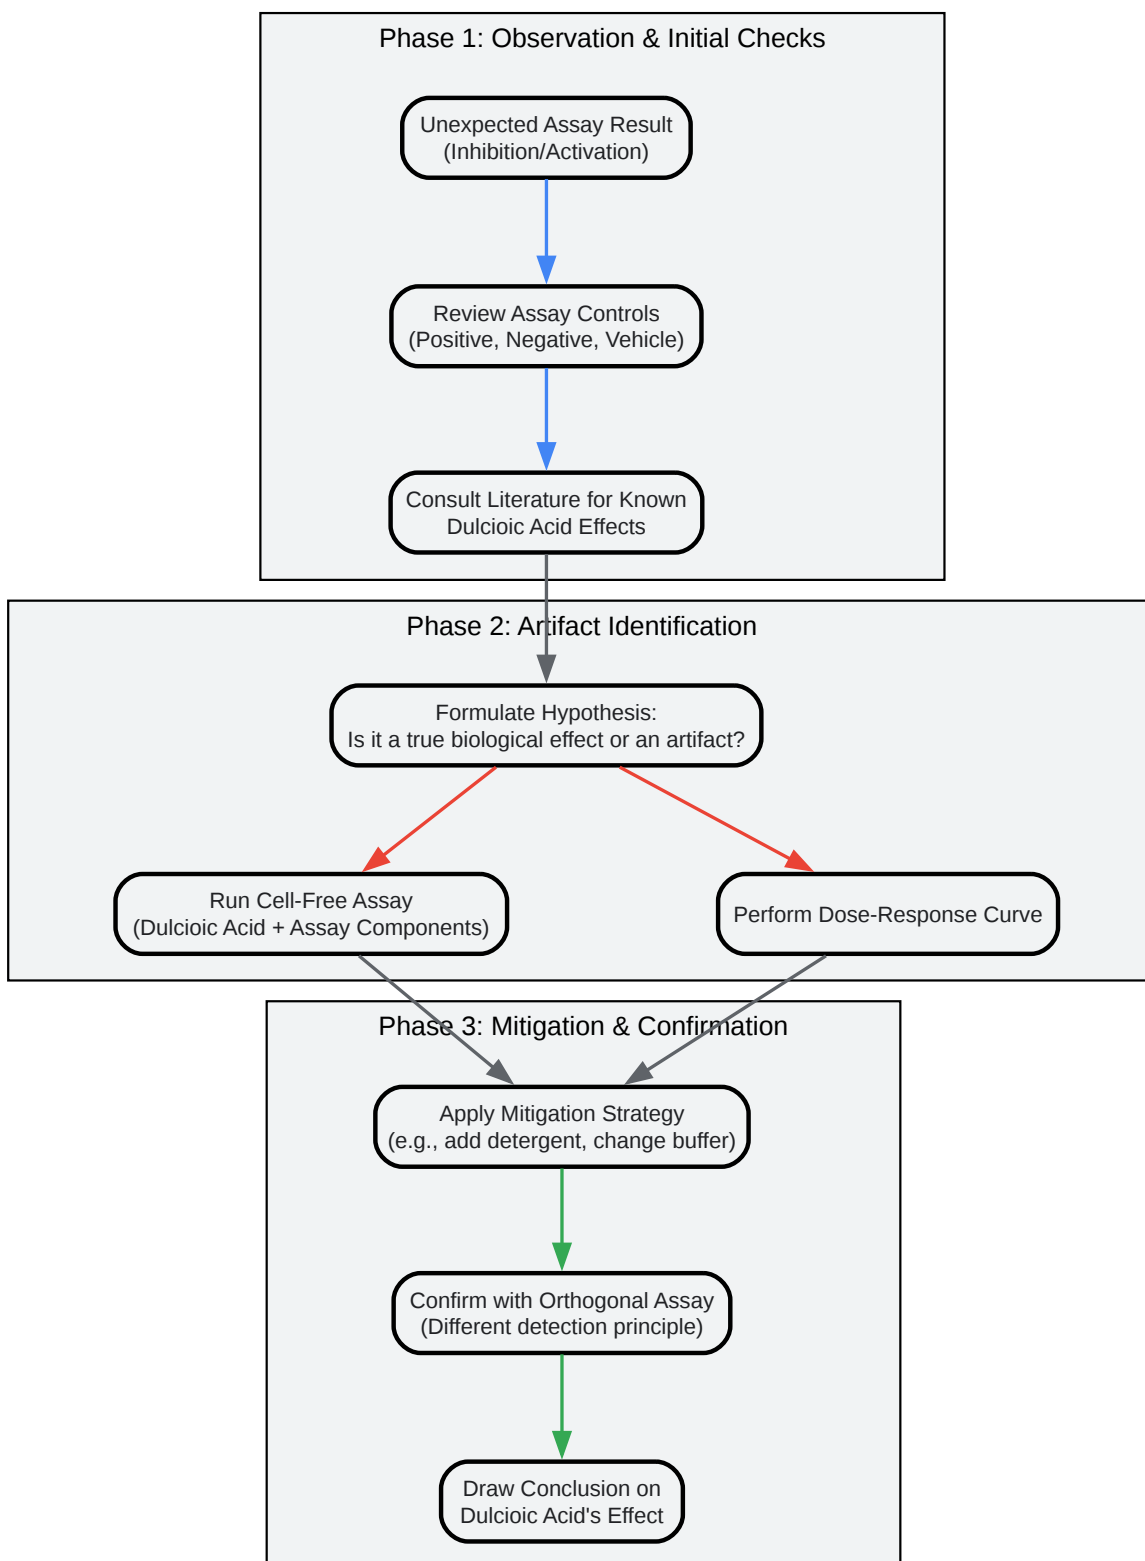 Phase 1: Observation & Initial Checks
Unexpected Assay Result
(Inhibition/Activation)
Review Assay Controls
(Positive, Negative, Vehicle)
Consult Literature for Known
Dulcioic Acid Effects
Phase 2: Artifact Identification
Formulate Hypothesis:
Is it a true biological effect or an artifact?
Run Cell-Free Assay
(Dulcioic Acid + Assay Components)
Perform Dose-Response Curve
Phase 3: Mitigation & Confirmation
Apply Mitigation Strategy
(e.g., add detergent, change buffer)
Confirm with Orthogonal Assay
(Different detection principle)
Draw Conclusion on
Dulcioic Acid's Effect